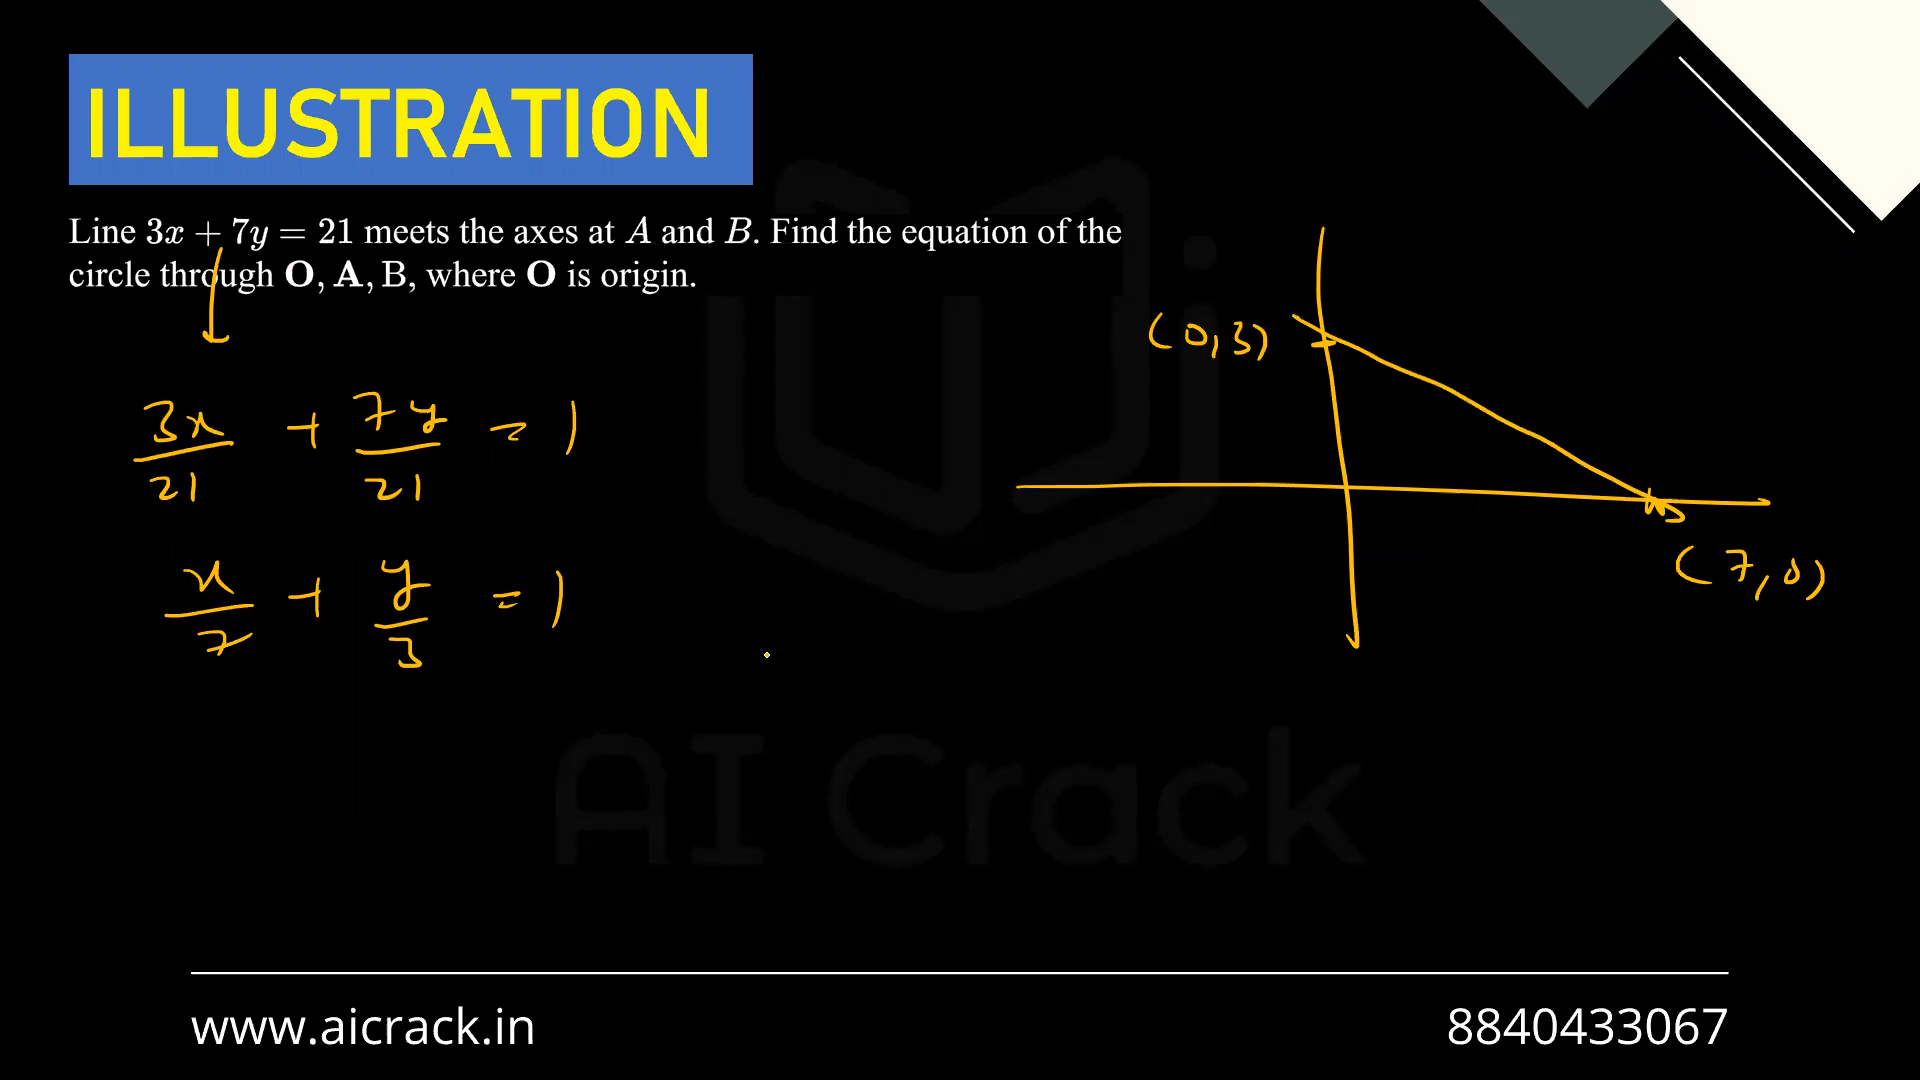 ILLUSTRATION
Line 3x + 7y = 21 meets the axes at A and B. Find the equation of the
circle through O, A, B, where O is origin.
3x/21 + 7y/21 = 1
x/7 + y/3 = 1
(0,3)
(7,0)
AI Crack
www.aicrack.in
8840433067